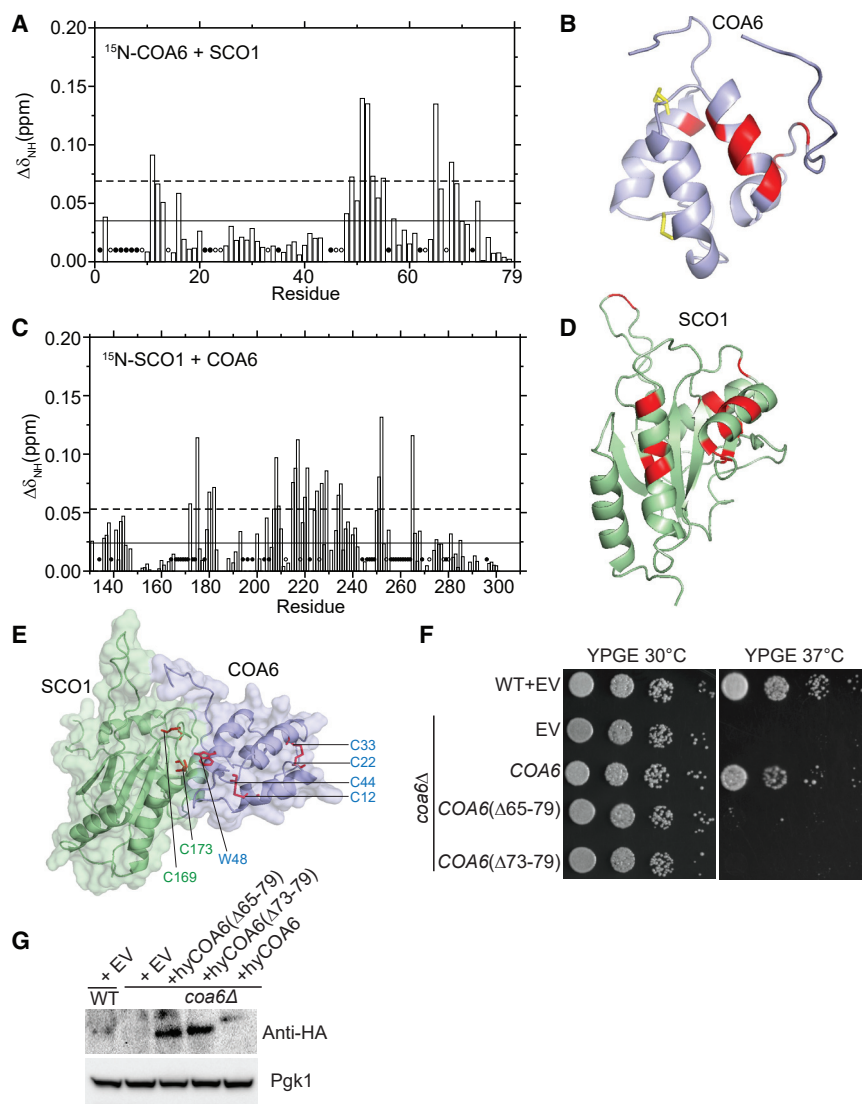 A
0.20
0.15
0.10
0.05
0.00
ΔδNH(ppm)
15N-COA6 + SCO1
0 20 40 60 79
Residue
B
COA6
C
0.20
0.15
0.10
0.05
0.00
ΔδNH(ppm)
15N-SCO1 + COA6
140 160 180 200 220 240 260 280 300
Residue
D
SCO1
E
SCO1
COA6
C33
C22
C44
C12
C173
W48
C169
F
YPGE 30°C YPGE 37°C
WT+EV
EV
COA6
COA6(Δ65-79)
COA6(Δ73-79)
coa6Δ
G
+ EV
+ EV
+hyCOA6(Δ65-79)
+hyCOA6(Δ73-79)
+hyCOA6
WT coa6Δ
Anti-HA
Pgk1